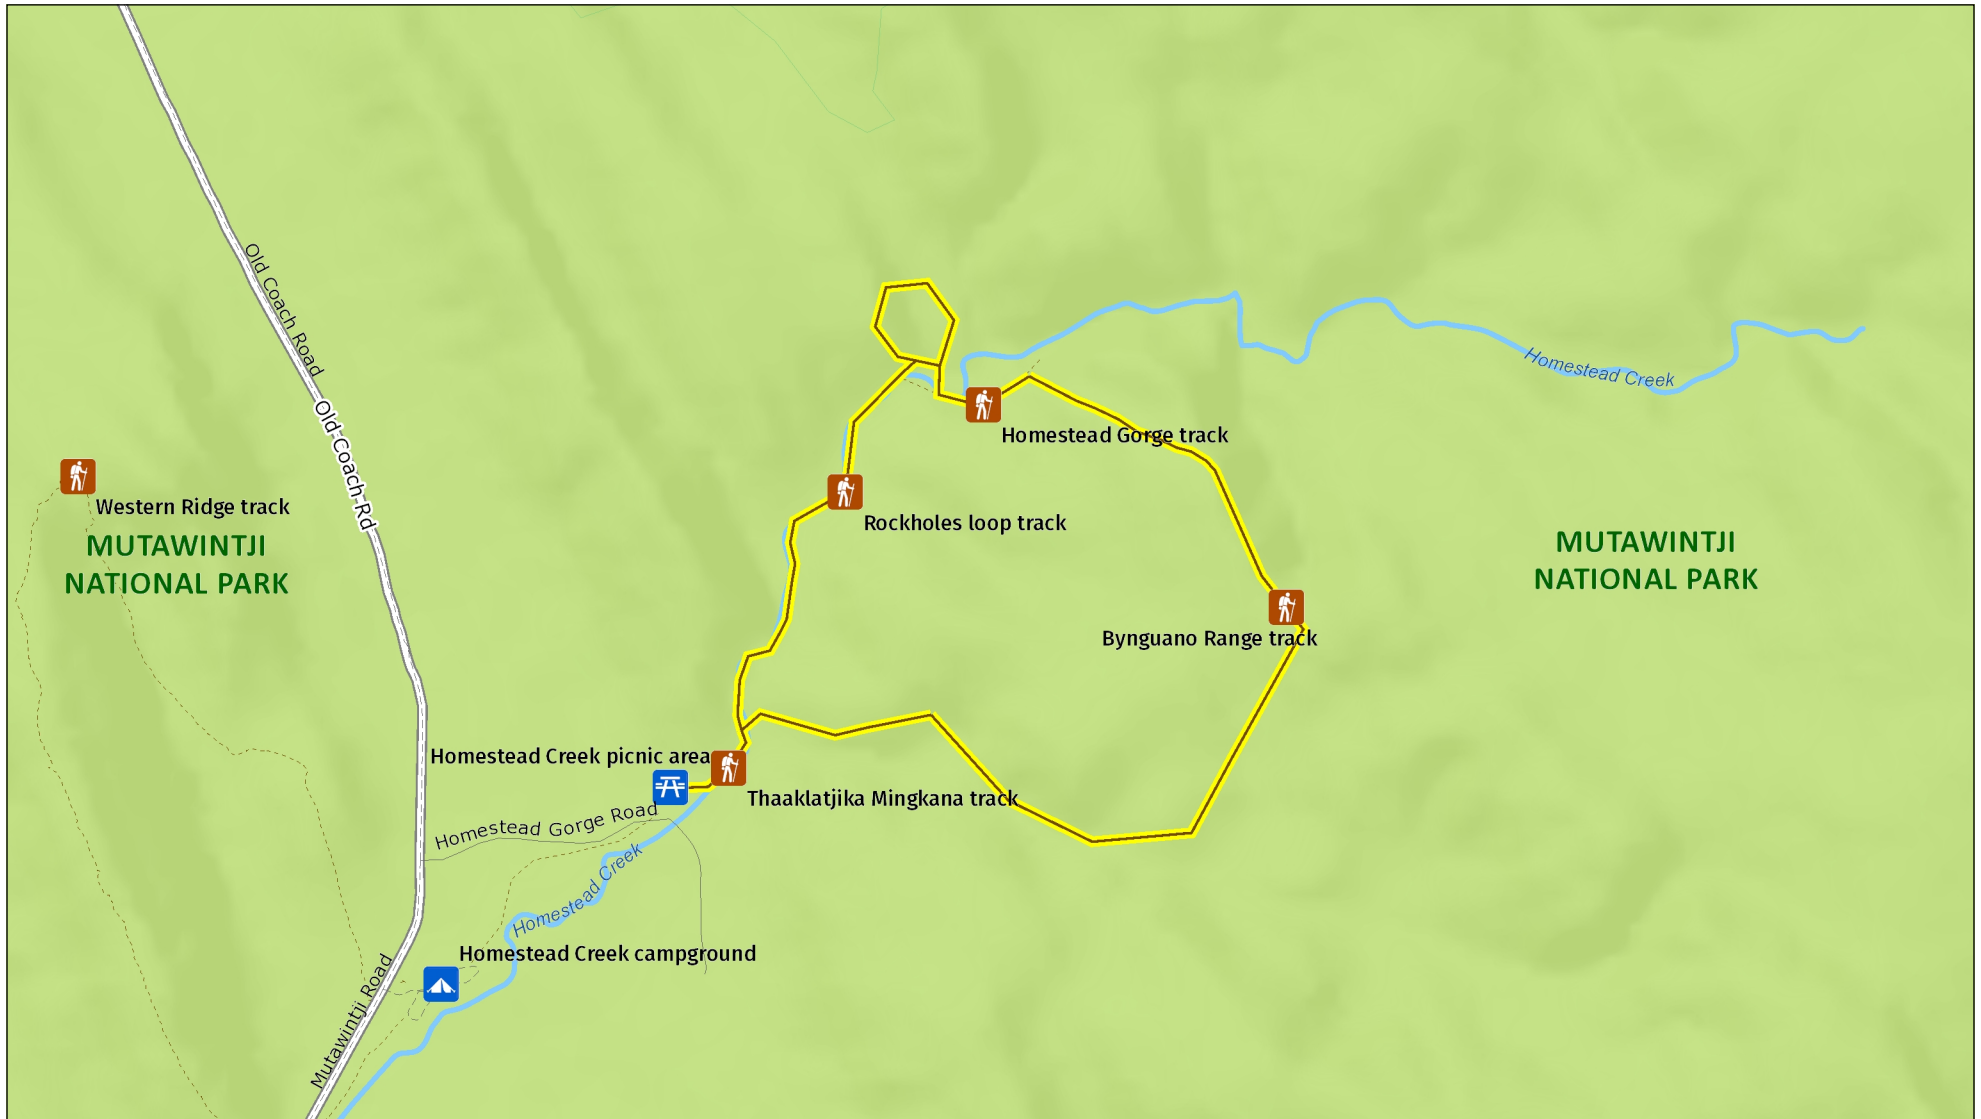 Old Coach Road
Old Coach Rd
Homestead Creek
Homestead Gorge track
Western Ridge track
Rockholes loop track
MUTAWINTJI
NATIONAL PARK
MUTAWINTJI
NATIONAL PARK
Bynguano Range track
Homestead Creek picnic area
Thaaklatjika Mingkana track
Homestead Gorge Road
Homestead Creek
Homestead Creek campground
Mutawintji Road